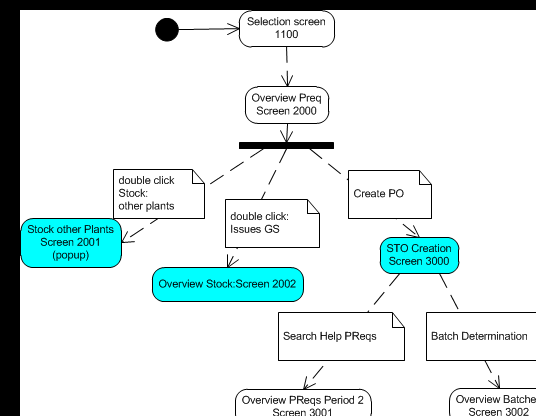 Selection screen
1100
Overview Preq
Screen 2000
double click
Stock:
other plants
double click:
Issues GS
Create PO
Stock other Plants
Screen 2001
(popup)
Overview Stock:Screen 2002
STO Creation
Screen 3000
Search Help PReqs
Batch Determination
Overview PReqs Period 2
Screen 3001
Overview Batche
Screen 3002